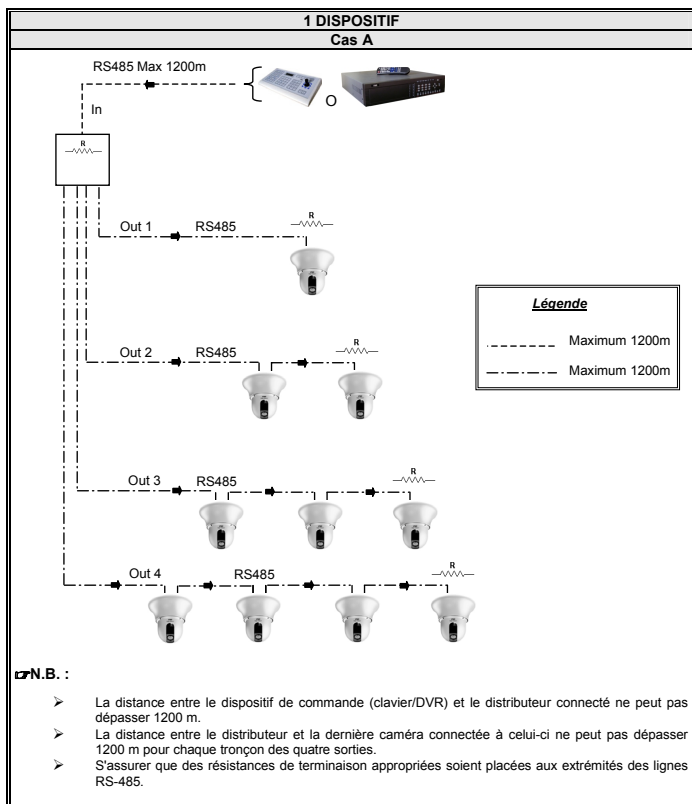 1 DISPOSITIF
Cas A
RS485 Max 1200m
O
In
R
R
Out 1 RS485
Légende
Maximum 1200m
Maximum 1200m
R
Out 2 RS485
R
Out 3 RS485
R
Out 4 RS485
N.B. :
La distance entre le dispositif de commande (clavier/DVR) et le distributeur connecté ne peut pas
dépasser 1200 m.
La distance entre le distributeur et la dernière caméra connectée à celui-ci ne peut pas dépasser
1200 m pour chaque tronçon des quatre sorties.
S'assurer que des résistances de terminaison appropriées soient placées aux extrémités des lignes
RS-485.